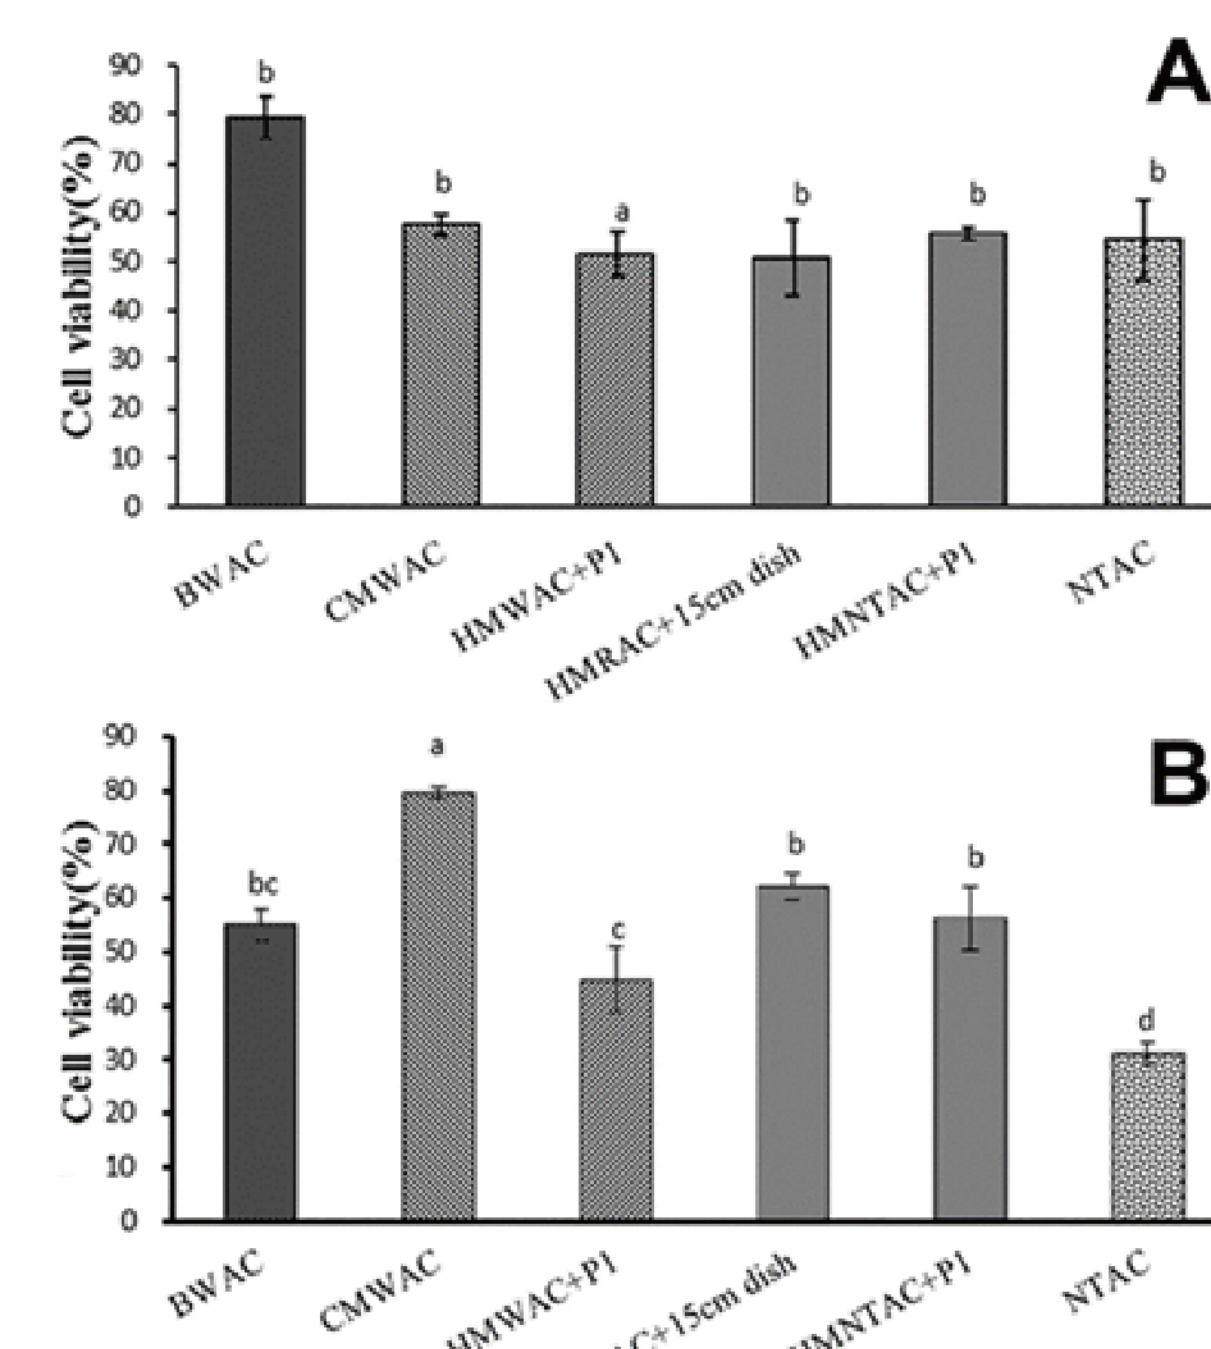 A
Cell viability(%)
90
80
70
60
50
40
30
20
10
0
b
b
a
b
b
b
BWAC
CMWAC
HMWAC+P1
HMRAC+15cm dish
HMNTAC+P1
NTAC
B
Cell viability(%)
90
80
70
60
50
40
30
20
10
0
bc
a
c
b
b
d
BWAC
CMWAC
HMWAC+P1
AC+15cm dish
HMNTAC+P1
NTAC